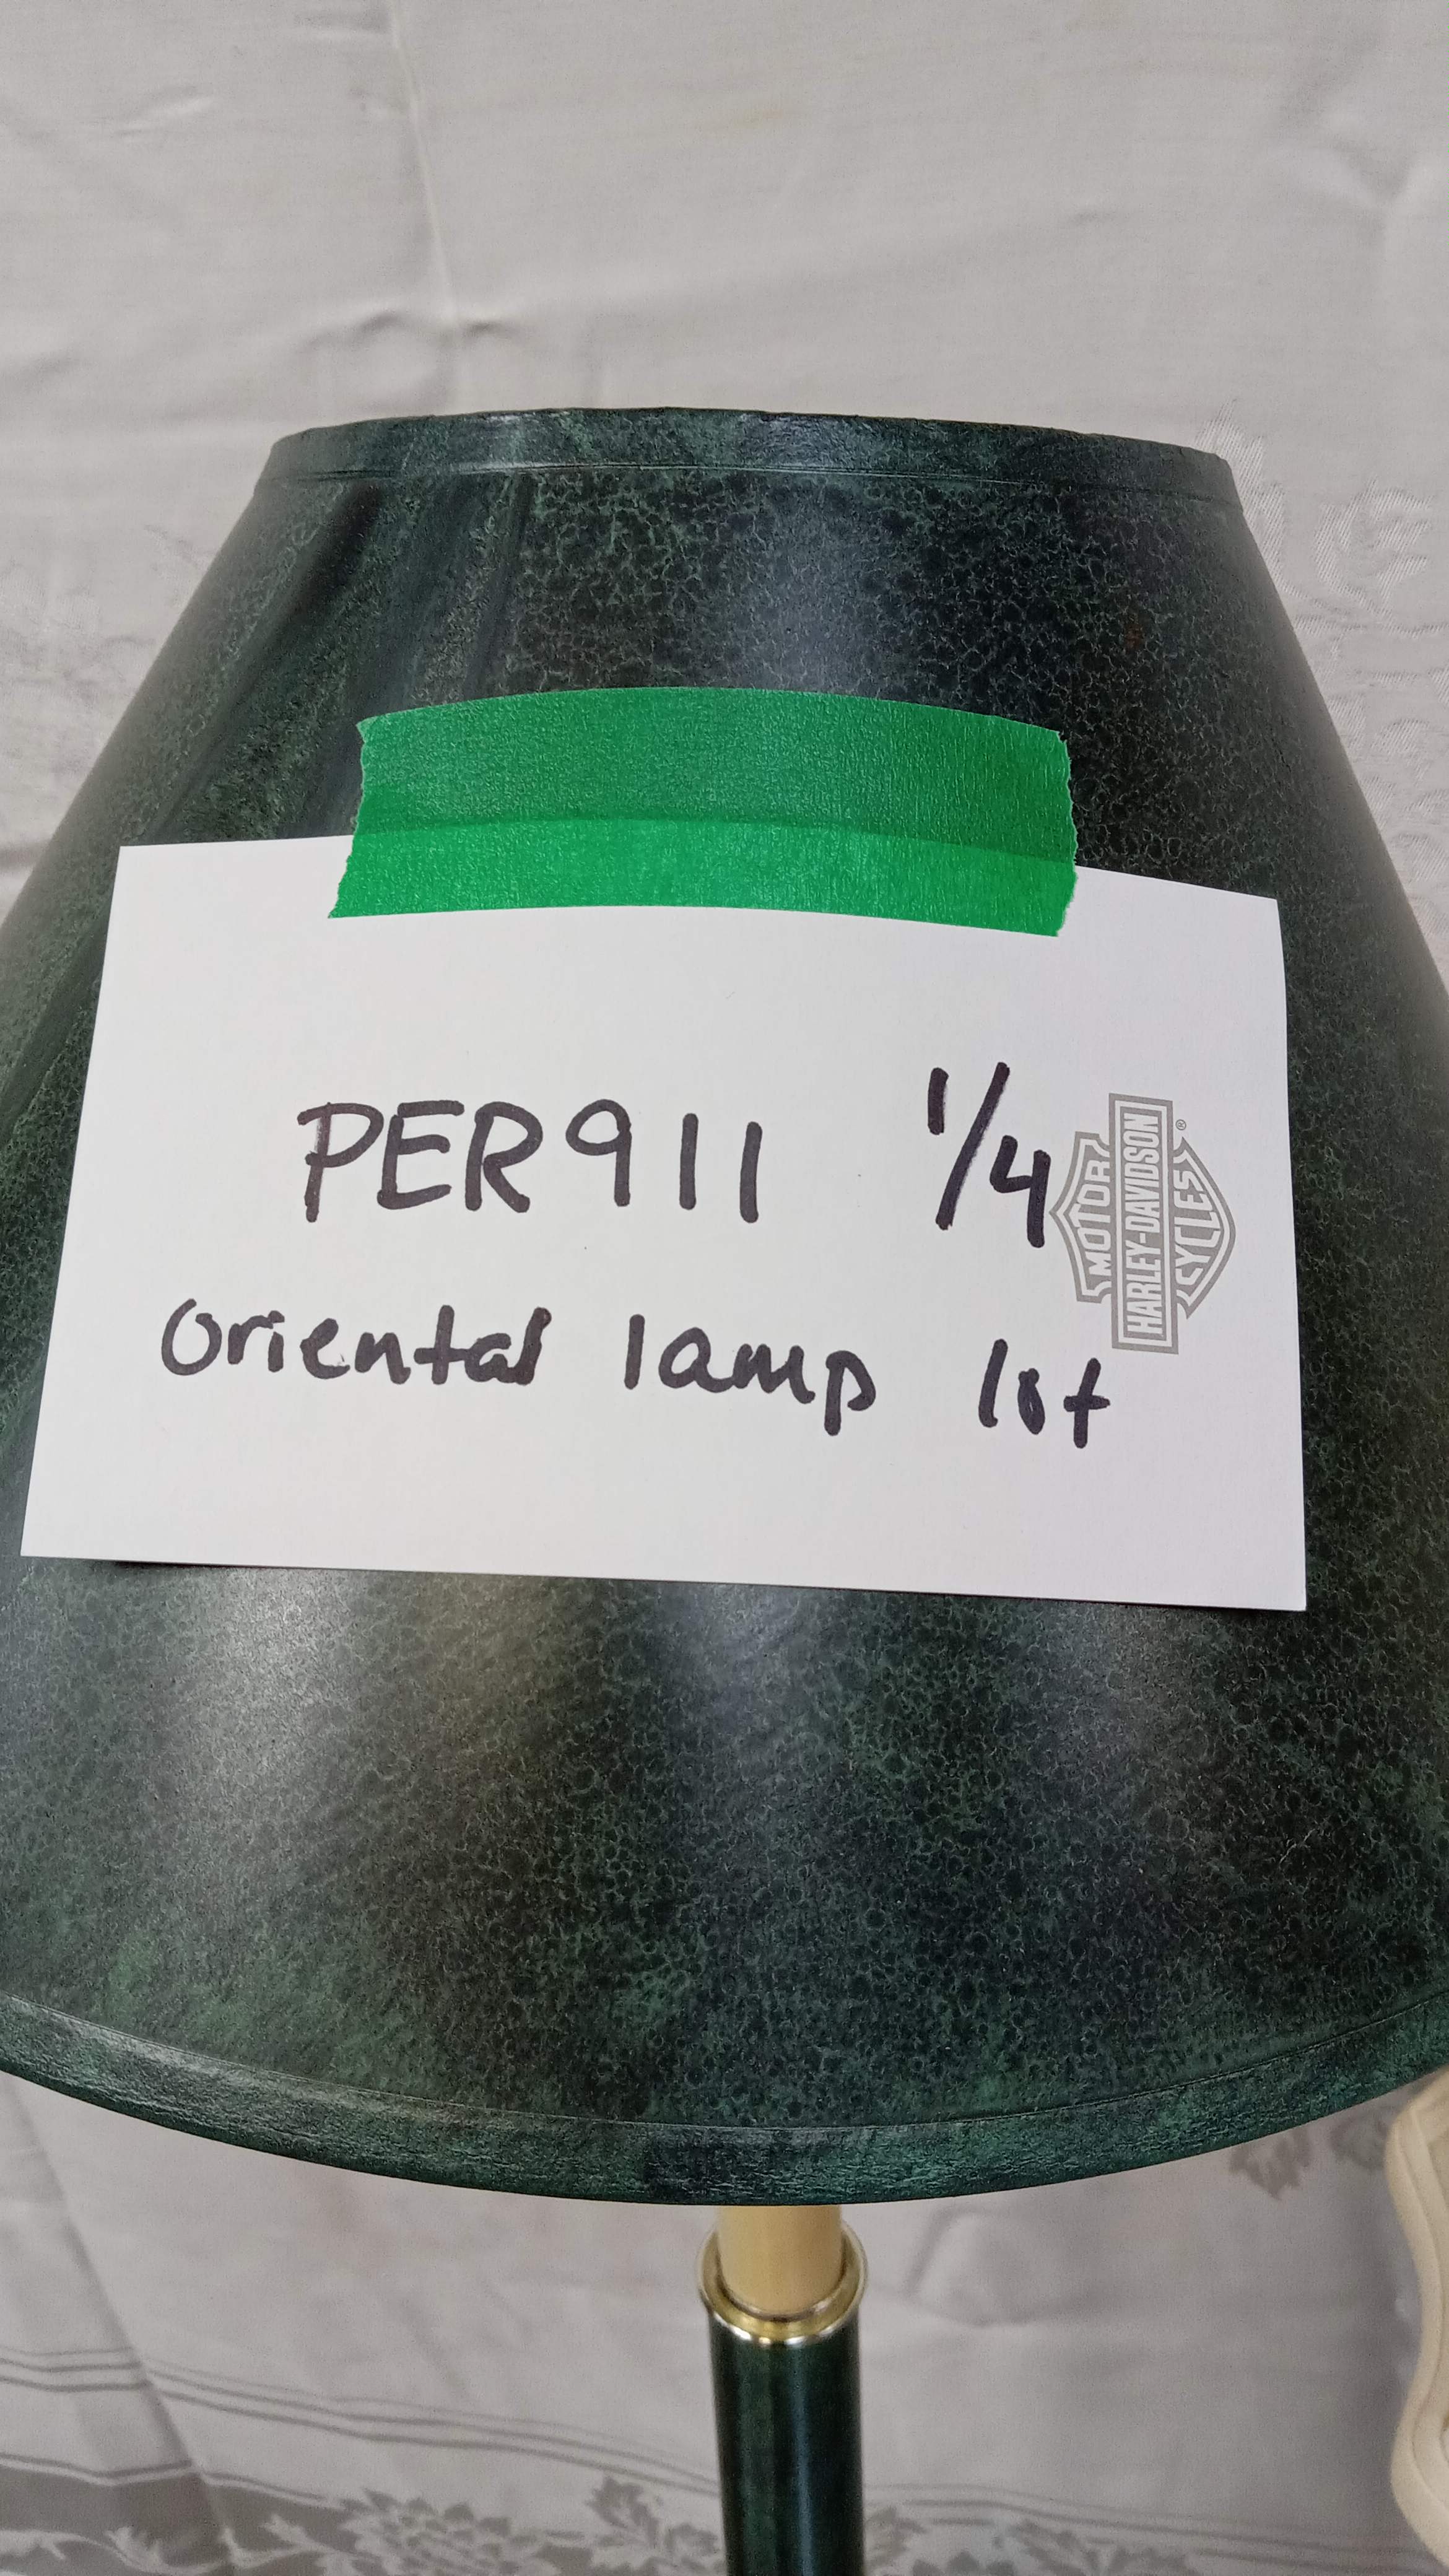 PER911 1/4
Oriental lamp lot
MOTOR
HARLEY-DAVIDSON
CYCLES
®